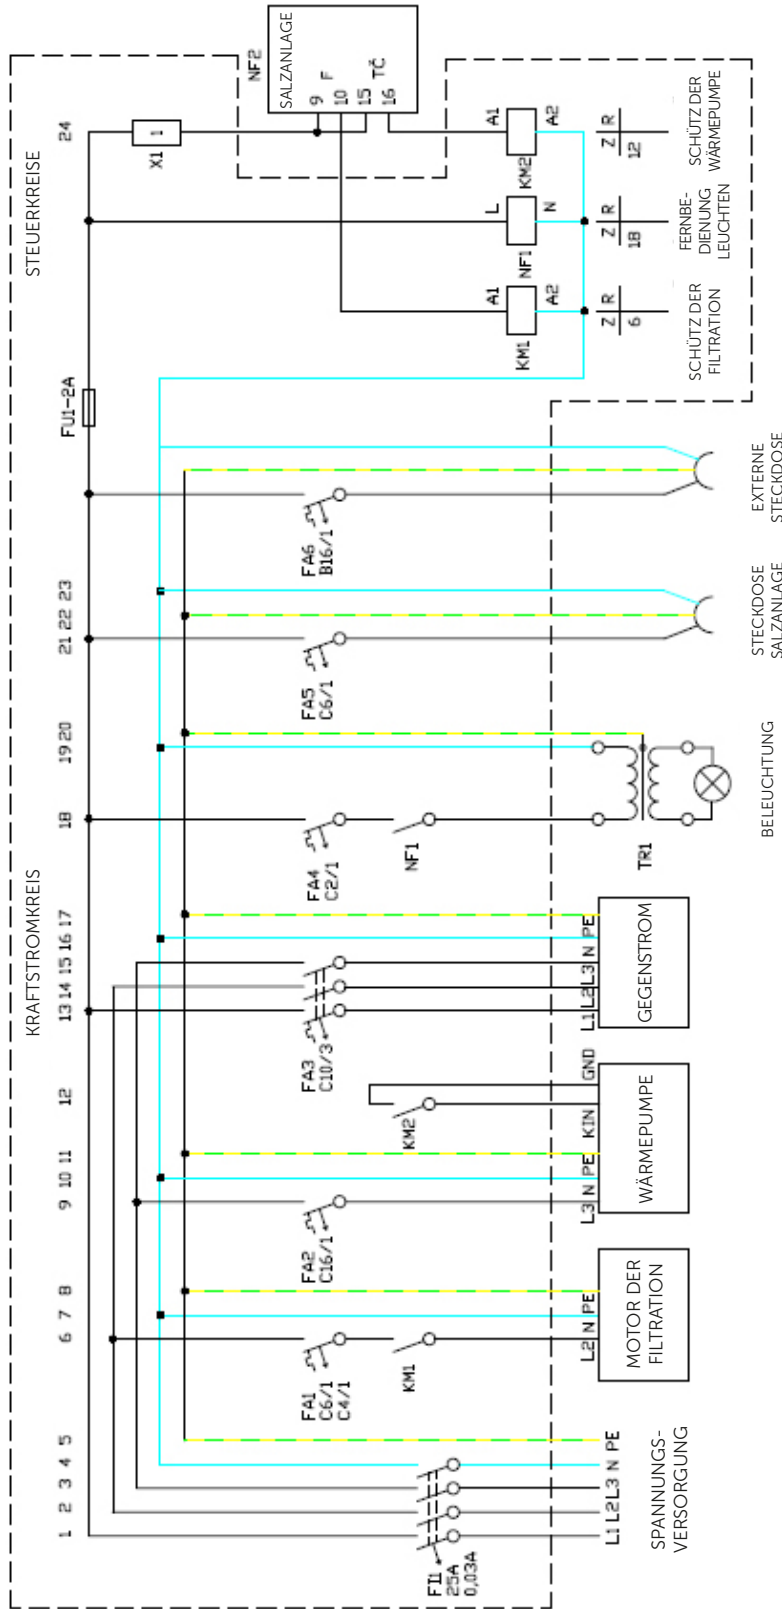 KRAFTSTROMKREIS
STEUERKREISE
1 2 3 4 5 6 7 8 9 10 11 12 13 14 15 16 17 18 19 20 21 22 23 24
FU1-2A
X1
1
NF2
SALZANLAGE
9 F
10
15 TČ
16
FI1
25A
0,03A
FA1
C6/1
C4/1
KM1
FA2
C16/1
KM2
FA3
C10/3
FA4
C2/1
NF1
FA5
C6/1
FA6
B16/1
KM1
A1
A2
NF1
L
N
KM2
A1
A2
Z R
6
Z R
18
Z R
12
L1 L2 L3 N PE
SPANNUNGS-
VERSORGUNG
L2 N PE
MOTOR DER
FILTRATION
L3 N PE KIN GND
WÄRMEPUMPE
L1 L2 L3 N PE
GEGENSTROM
TR1
BELEUCHTUNG
STECKDOSE
SALZANLAGE
EXTERNE
STECKDOSE
SCHÜTZ DER
FILTRATION
FERNBE-
DIENUNG
LEUCHTEN
SCHÜTZ DER
WÄRMEPUMPE